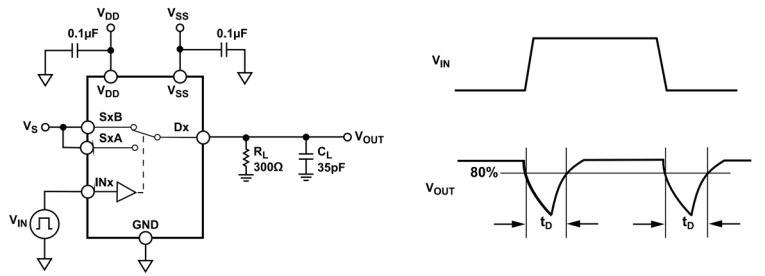 VDD
VSS
0.1µF
0.1µF
VDD
VSS
VS
SxB
SxA
Dx
VOUT
RL
300Ω
CL
35pF
INx
VIN
GND
VIN
80%
VOUT
tD
tD